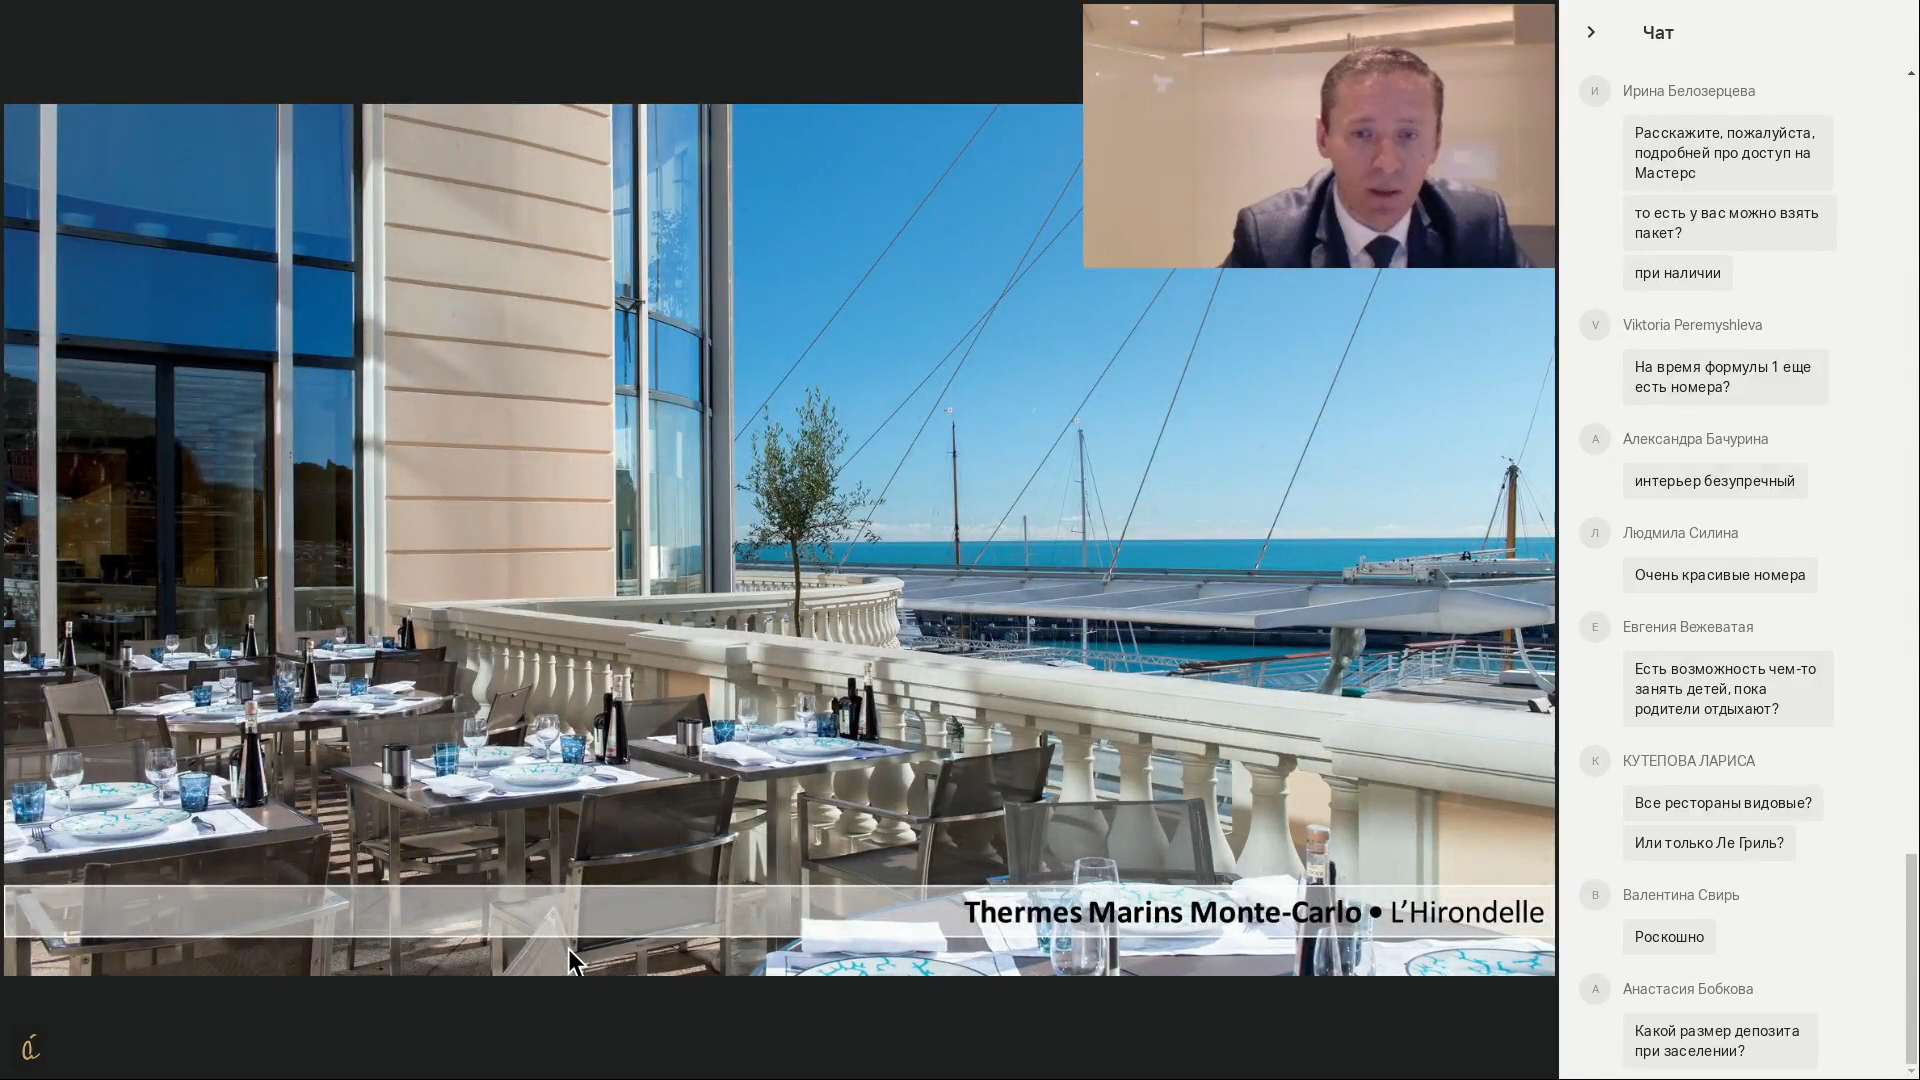 Thermes Marins Monte-Carlo • L'Hirondelle
á
Чат
И
Ирина Белозерцева
Расскажите, пожалуйста,
подробней про доступ на
Мастерс
то есть у вас можно взять
пакет?
при наличии
V
Viktoria Peremyshleva
На время формулы 1 еще
есть номера?
А
Александра Бачурина
интерьер безупречный
Л
Людмила Силина
Очень красивые номера
Е
Евгения Вежеватая
Есть возможность чем-то
занять детей, пока
родители отдыхают?
К
КУТЕПОВА ЛАРИСА
Все рестораны видовые?
Или только Ле Гриль?
В
Валентина Свирь
Роскошно
А
Анастасия Бобкова
Какой размер депозита
при заселении?